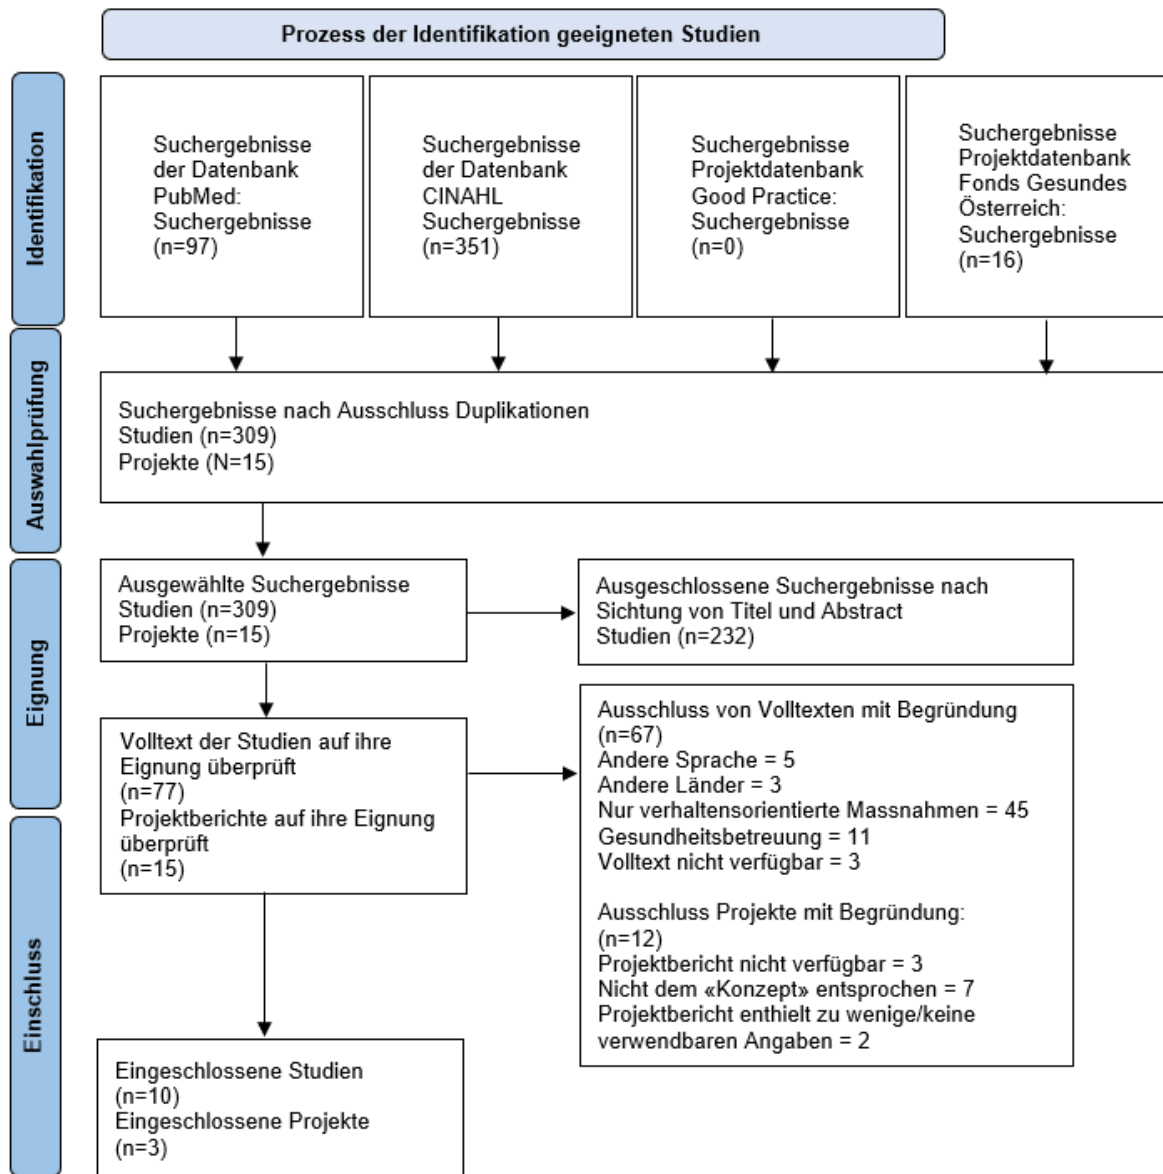 Prozess der Identifikation geeigneten Studien
Identifikation
Suchergebnisse
der Datenbank
PubMed:
Suchergebnisse
(n=97)
Suchergebnisse
der Datenbank
CINAHL
Suchergebnisse
(n=351)
Suchergebnisse
Projektdatenbank
Good Practice:
Suchergebnisse
(n=0)
Suchergebnisse
Projektdatenbank
Fonds Gesundes
Österreich:
Suchergebnisse
(n=16)
Auswahlprüfung
Suchergebnisse nach Ausschluss Duplikationen
Studien (n=309)
Projekte (N=15)
Eignung
Ausgewählte Suchergebnisse
Studien (n=309)
Projekte (n=15)
Ausgeschlossene Suchergebnisse nach
Sichtung von Titel und Abstract
Studien (n=232)
Volltext der Studien auf ihre
Eignung überprüft
(n=77)
Projektberichte auf ihre Eignung
überprüft
(n=15)
Ausschluss von Volltexten mit Begründung
(n=67)
Andere Sprache = 5
Andere Länder = 3
Nur verhaltensorientierte Massnahmen = 45
Gesundheitsbetreuung = 11
Volltext nicht verfügbar = 3
Ausschluss Projekte mit Begründung:
(n=12)
Projektbericht nicht verfügbar = 3
Nicht dem «Konzept» entsprochen = 7
Projektbericht enthielt zu wenige/keine
verwendbaren Angaben = 2
Einschluss
Eingeschlossene Studien
(n=10)
Eingeschlossene Projekte
(n=3)